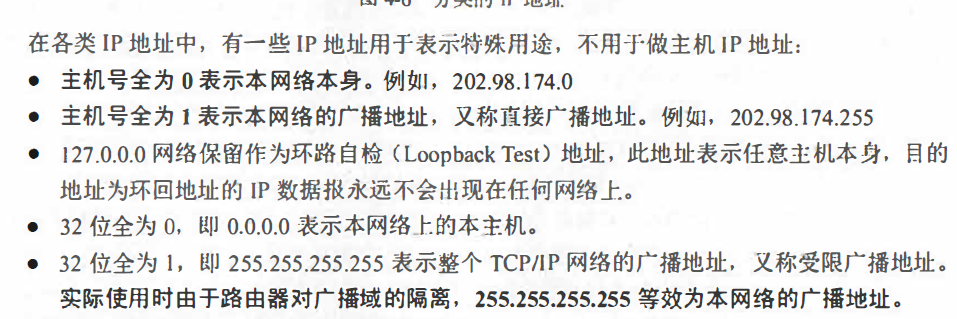 图 4-6 分类的 IP 地址
在各类 IP 地址中，有一些 IP 地址用于表示特殊用途，不用于做主机 IP 地址：
● 主机号全为 0 表示本网络本身。例如，202.98.174.0
● 主机号全为 1 表示本网络的广播地址，又称直接广播地址。例如，202.98.174.255
● 127.0.0.0 网络保留作为环路自检（Loopback Test）地址，此地址表示任意主机本身，目的
地址为环回地址的 IP 数据报永远不会出现在任何网络上。
● 32 位全为 0，即 0.0.0.0 表示本网络上的本主机。
● 32 位全为 1，即 255.255.255.255 表示整个 TCP/IP 网络的广播地址，又称受限广播地址。
实际使用时由于路由器对广播域的隔离，255.255.255.255 等效为本网络的广播地址。